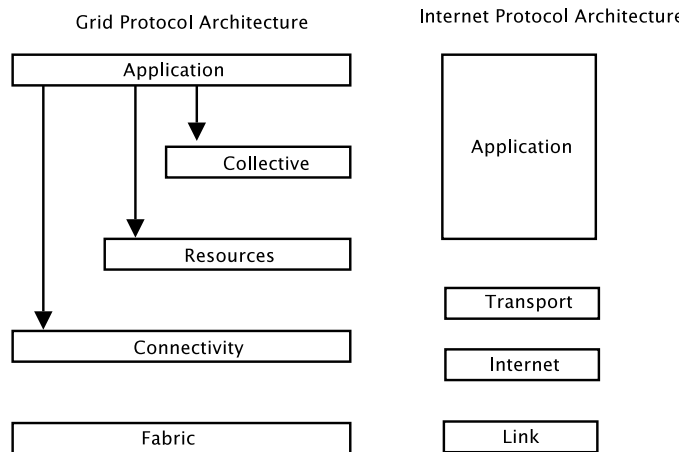 Grid Protocol Architecture
Internet Protocol Architecture
Application
Collective
Resources
Connectivity
Fabric
Application
Transport
Internet
Link